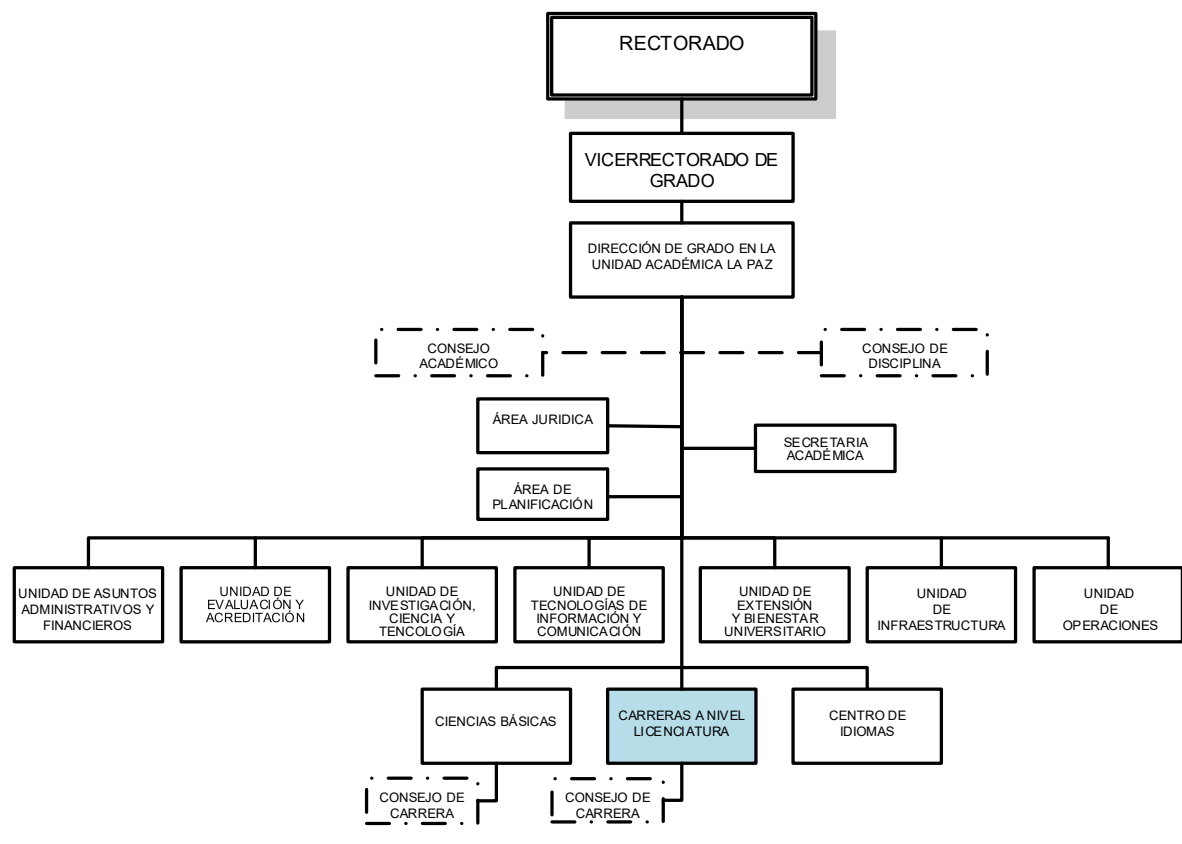 RECTORADO
VICERRECTORADO DE
GRADO
DIRECCIÓN DE GRADO EN LA
UNIDAD ACADÉMICA LA PAZ
CONSEJO
ACADÉMICO
CONSEJO DE
DISCIPLINA
ÁREA JURIDICA
SECRETARIA
ACADÉMICA
ÁREA DE
PLANIFICACIÓN
UNIDAD DE ASUNTOS
ADMINISTRATIVOS Y
FINANCIEROS
UNIDAD DE
EVALUACIÓN Y
ACREDITACIÓN
UNIDAD DE
INVESTIGACIÓN,
CIENCIA Y
TENCOLOGÍA
UNIDAD DE
TECNOLOGÍAS DE
INFORMACIÓN Y
COMUNICACIÓN
UNIDAD DE
EXTENSIÓN
Y BIENESTAR
UNIVERSITARIO
UNIDAD
DE
INFRAESTRUCTURA
UNIDAD
DE
OPERACIONES
CIENCIAS BÁSICAS
CARRERAS A NIVEL
LICENCIATURA
CENTRO DE
IDIOMAS
CONSEJO DE
CARRERA
CONSEJO DE
CARRERA